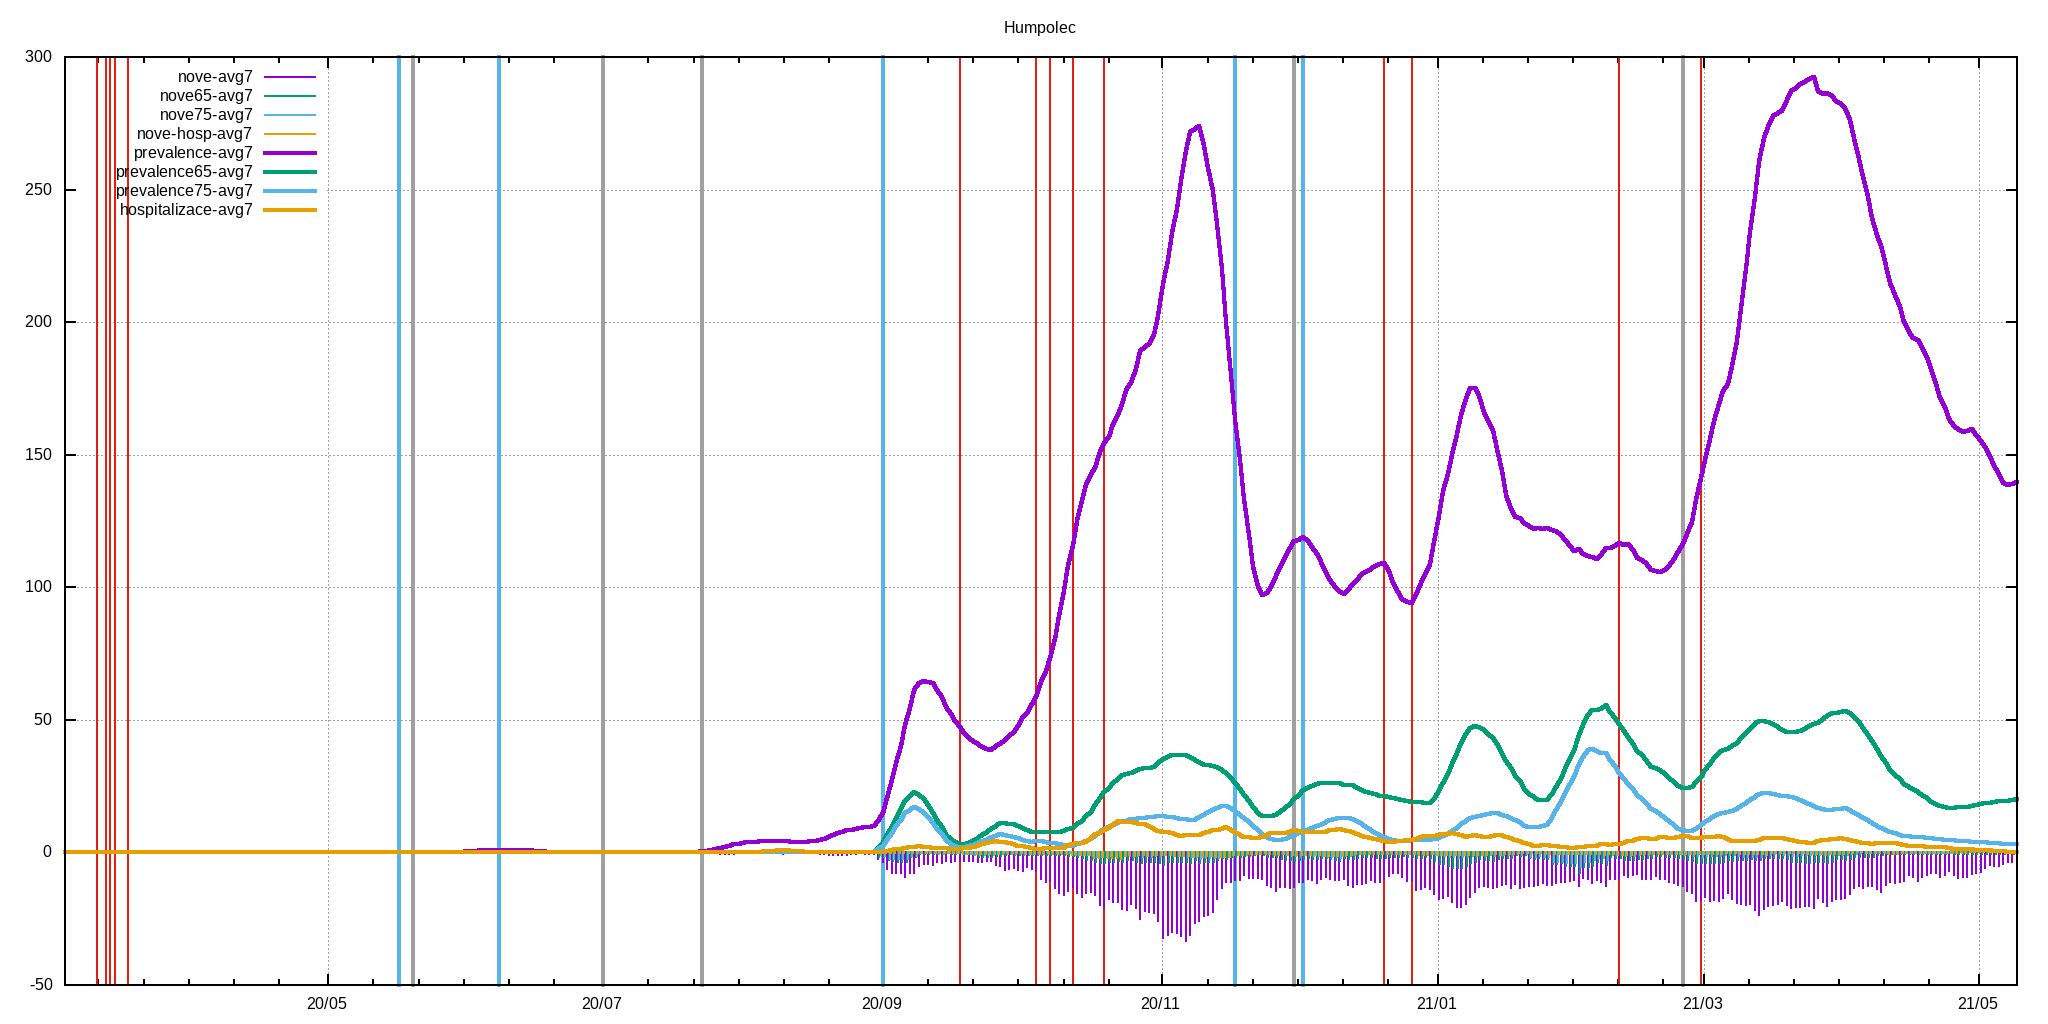 Humpolec
300
250
200
150
100
50
0
-50
nove-avg7
nove65-avg7
nove75-avg7
nove-hosp-avg7
prevalence-avg7
prevalence65-avg7
prevalence75-avg7
hospitalizace-avg7
20/05 20/07 20/09 20/11 21/01 21/03 21/05